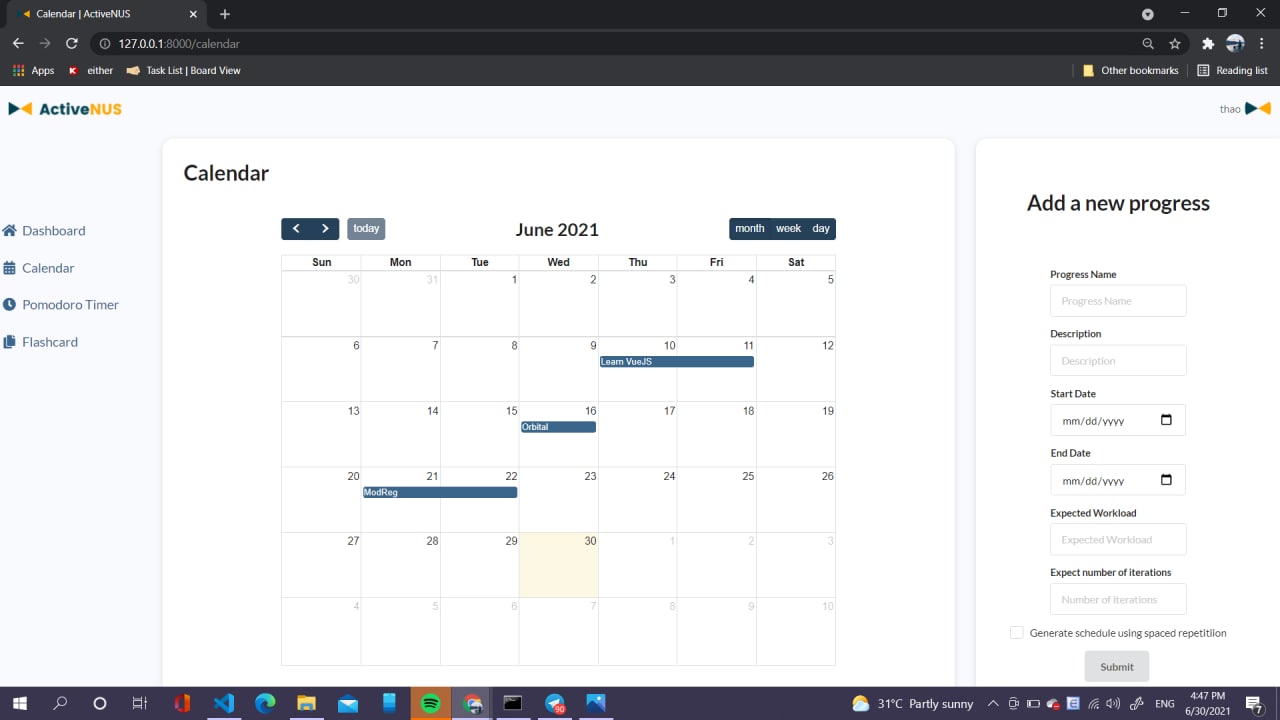 Calendar | ActiveNUS
127.0.0.1:8000/calendar
Apps either Task List | Board View Other bookmarks Reading list
ActiveNUS thao
Dashboard
Calendar
Pomodoro Timer
Flashcard
Calendar
today June 2021 month week day
Sun Mon Tue Wed Thu Fri Sat
30 31 1 2 3 4 5
6 7 8 9 10 11 12
Learn VueJS
13 14 15 16 17 18 19
Orbital
20 21 22 23 24 25 26
ModReg
27 28 29 30 1 2 3
4 5 6 7 8 9 10
Add a new progress
Progress Name
Progress Name
Description
Description
Start Date
mm/dd/yyyy
End Date
mm/dd/yyyy
Expected Workload
Expected Workload
Expect number of iterations
Number of iterations
Generate schedule using spaced repetitiion
Submit
90
31°C Partly sunny ENG
4:47 PM
6/30/2021
7